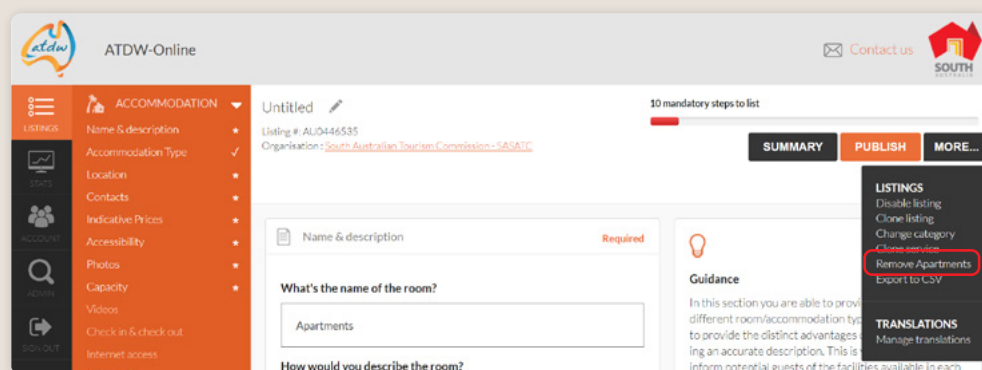 atdw
ATDW-Online
Contact us
SOUTH
AUSTRALIA
LISTINGS
STATS
ACCOUNT
ADMIN
SIGN OUT
ACCOMMODATION
Name & description
Accommodation Type
Location
Contacts
Indicative Prices
Accessibility
Photos
Capacity
Videos
Check in & check out
Internet access
Untitled
Listing #: AU0446535
Organisation : South Australian Tourism Commission - SASATC
10 mandatory steps to list
SUMMARY
PUBLISH
MORE...
LISTINGS
Disable listing
Clone listing
Change category
Clone service
Remove Apartments
Export to CSV
TRANSLATIONS
Manage translations
Name & description
Required
What's the name of the room?
Apartments
How would you describe the room?
Guidance
In this section you are able to provi
different room/accommodation typ
to provide the distinct advantages
ing an accurate description. This is
inform potential guests of the facilities available in each